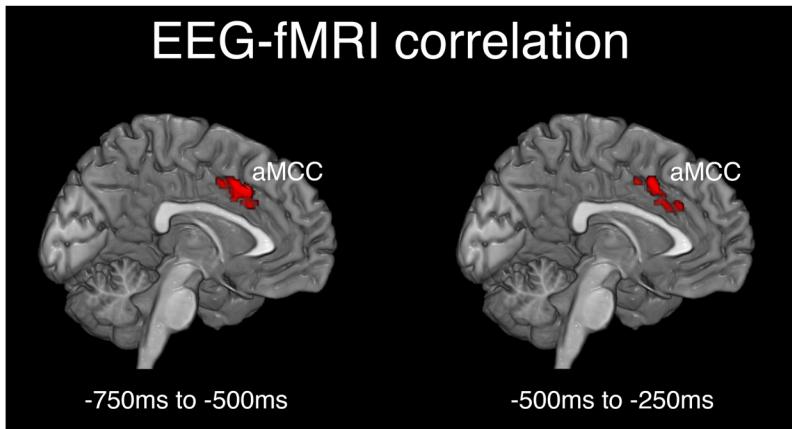 EEG-fMRI correlation
aMCC
aMCC
-750ms to -500ms
-500ms to -250ms